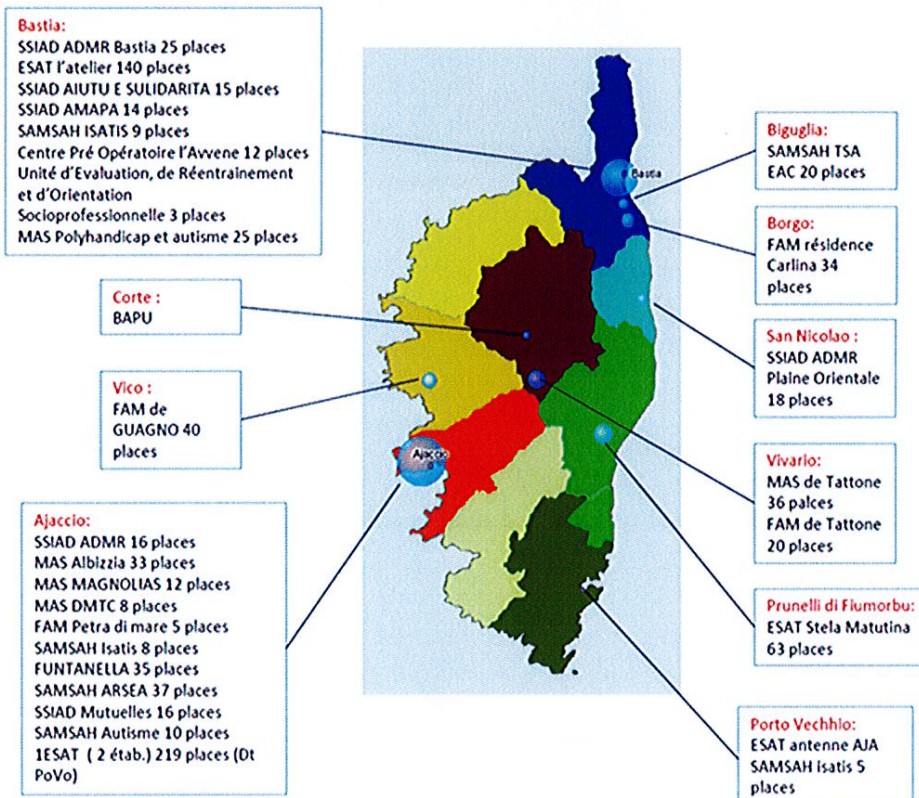 Bastia:
SSIAD ADMR Bastia 25 places
ESAT l'atelier 140 places
SSIAD AIUTU E SULIDARITA 15 places
SSIAD AMAPA 14 places
SAMSAH ISATIS 9 places
Centre Pré Opératoire l'Avvene 12 places
Unité d'Evaluation, de Réentrainement
et d'Orientation
Socioprofessionnelle 3 places
MAS Polyhandicap et autisme 25 places
Corte :
BAPU
Vico :
FAM de
GUAGNO 40
places
Ajaccio:
SSIAD ADMR 16 places
MAS Albizzia 33 places
MAS MAGNOLIAS 12 places
MAS DMTC 8 places
FAM Petra di mare 5 places
SAMSAH Isatis 8 places
FUNTANELLA 35 places
SAMSAH ARSEA 37 places
SSIAD Mutuelles 16 places
SAMSAH Autisme 10 places
1ESAT ( 2 étab.) 219 places (Dt
PoVo)
Bastia
Ajaccio
Biguglia:
SAMSAH TSA
EAC 20 places
Borgo:
FAM résidence
Carlina 34
places
San Nicolao :
SSIAD ADMR
Plaine Orientale
18 places
Vivario:
MAS de Tattone
36 palces
FAM de Tattone
20 places
Prunelli di Fiumorbu:
ESAT Stela Matutina
63 places
Porto Vechhio:
ESAT antenne AJA
SAMSAH Isatis 5
places